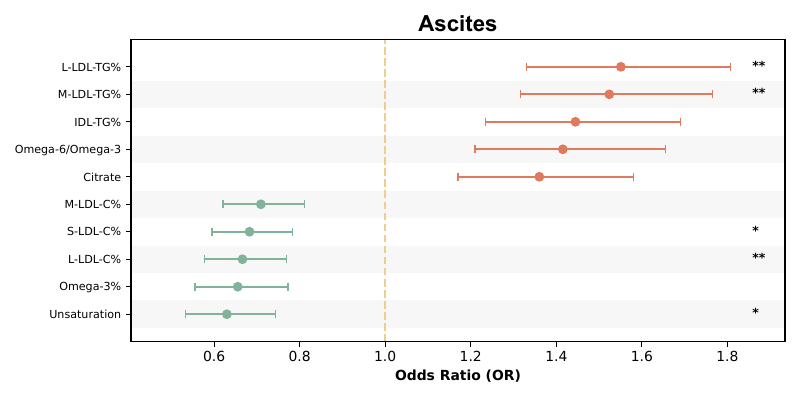 Ascites
L-LDL-TG% **
M-LDL-TG% **
IDL-TG%
Omega-6/Omega-3
Citrate
M-LDL-C%
S-LDL-C% *
L-LDL-C% **
Omega-3%
Unsaturation *
0.6 0.8 1.0 1.2 1.4 1.6 1.8
Odds Ratio (OR)